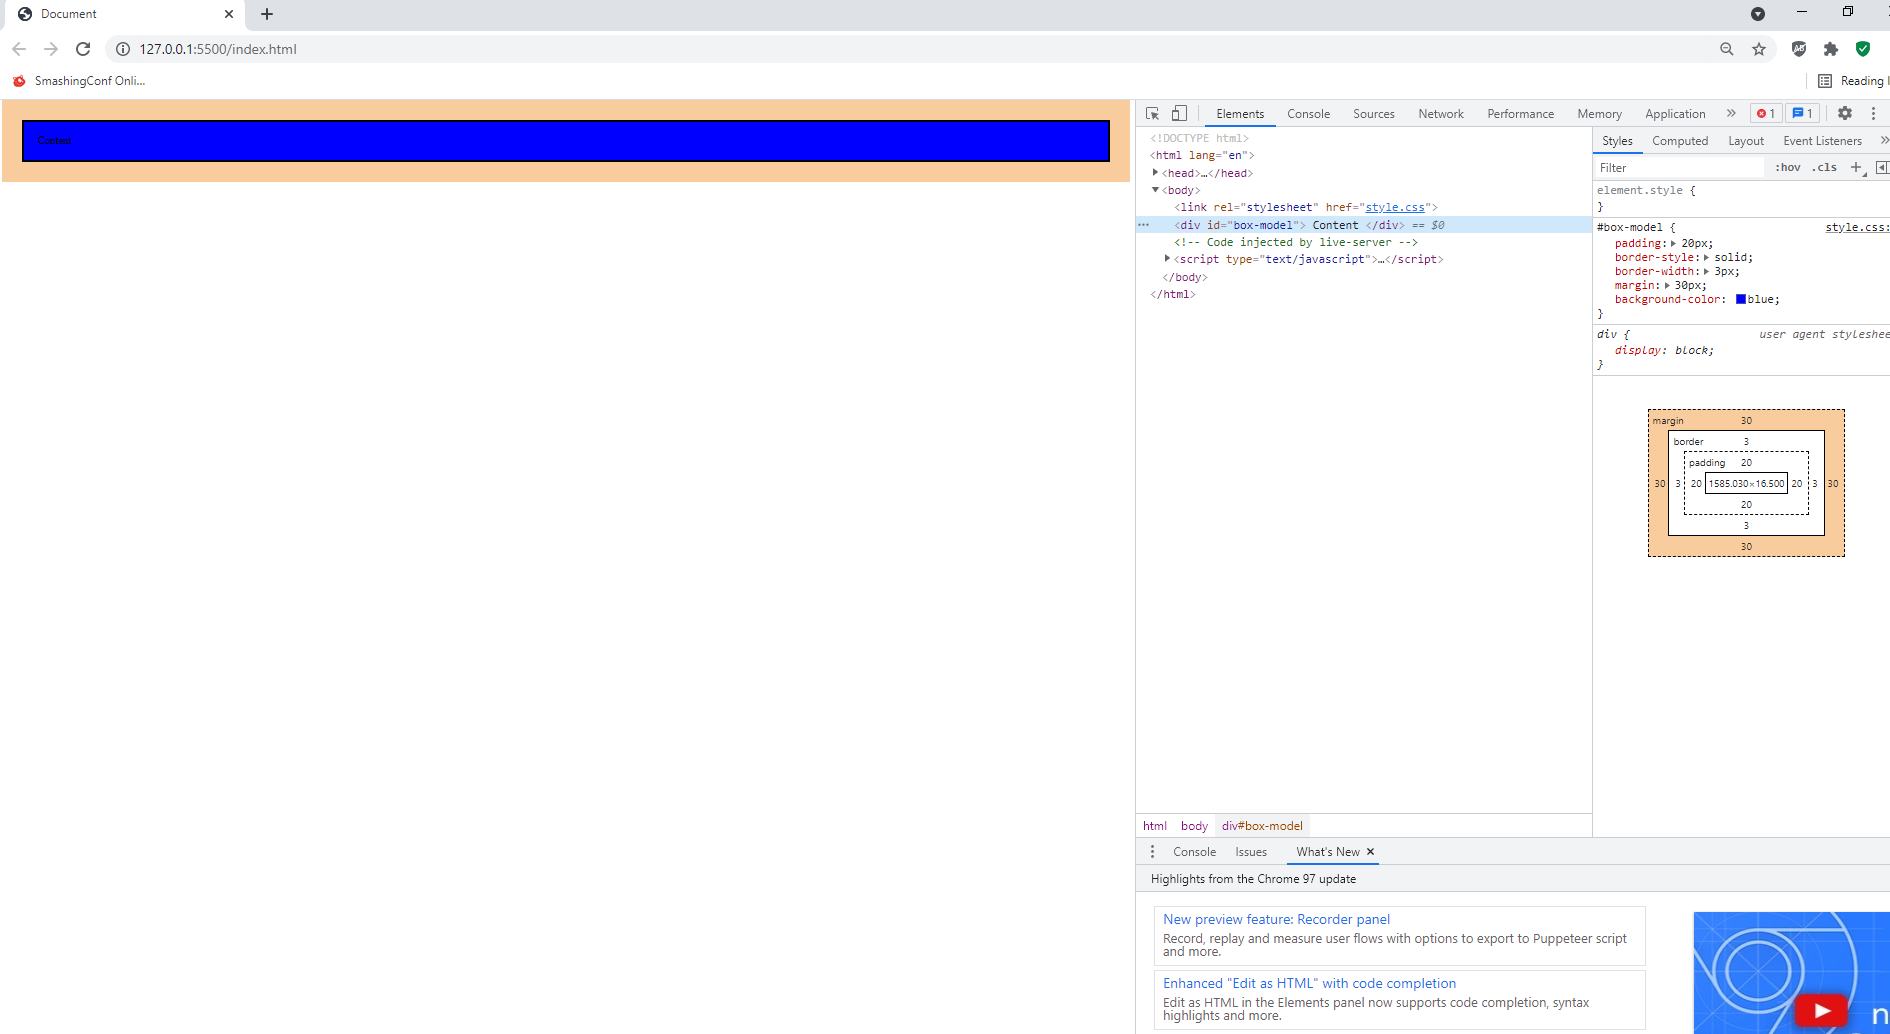 Document
127.0.0.1:5500/index.html
SmashingConf Onli...
Reading
Content
Elements Console Sources Network Performance Memory Application » 1 1
<!DOCTYPE html>
<html lang="en">
<head>…</head>
<body>
<link rel="stylesheet" href="style.css">
<div id="box-model"> Content </div> == $0
<!-- Code injected by live-server -->
<script type="text/javascript">…</script>
</body>
</html>
Styles Computed Layout Event Listeners »
Filter :hov .cls +
element.style {
}
#box-model { style.css:
padding: 20px;
border-style: solid;
border-width: 3px;
margin: 30px;
background-color: blue;
}
div { user agent styleshee
display: block;
}
margin 30
border 3
padding 20
30 3 20 1585.030×16.500 20 3 30
20
3
30
html body div#box-model
Console Issues What's New
Highlights from the Chrome 97 update
New preview feature: Recorder panel
Record, replay and measure user flows with options to export to Puppeteer script
and more.
Enhanced "Edit as HTML" with code completion
Edit as HTML in the Elements panel now supports code completion, syntax
highlights and more.
n